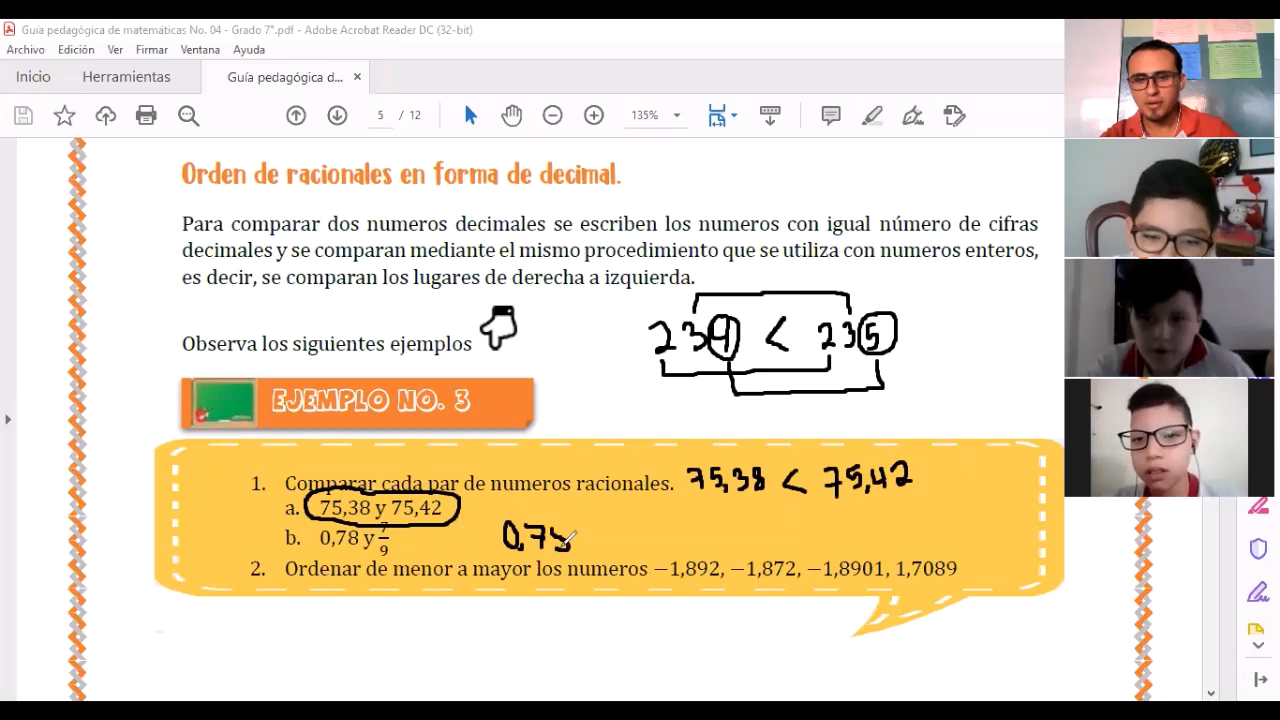 Guía pedagógica de matemáticas No. 04 - Grado 7°.pdf - Adobe Acrobat Reader DC (32-bit)
Archivo Edición Ver Firmar Ventana Ayuda
Inicio Herramientas Guía pedagógica d... ×
5 / 12 135%
Orden de racionales en forma de decimal.
Para comparar dos numeros decimales se escriben los numeros con igual número de cifras
decimales y se comparan mediante el mismo procedimiento que se utiliza con numeros enteros,
es decir, se comparan los lugares de derecha a izquierda.
234 < 235
Observa los siguientes ejemplos
EJEMPLO NO. 3
1. Comparar cada par de numeros racionales. 75,38 < 75,42
a. 75,38 y 75,42
b. 0,78 y 7/9 0,75
2. Ordenar de menor a mayor los numeros −1,892, −1,872, −1,8901, 1,7089